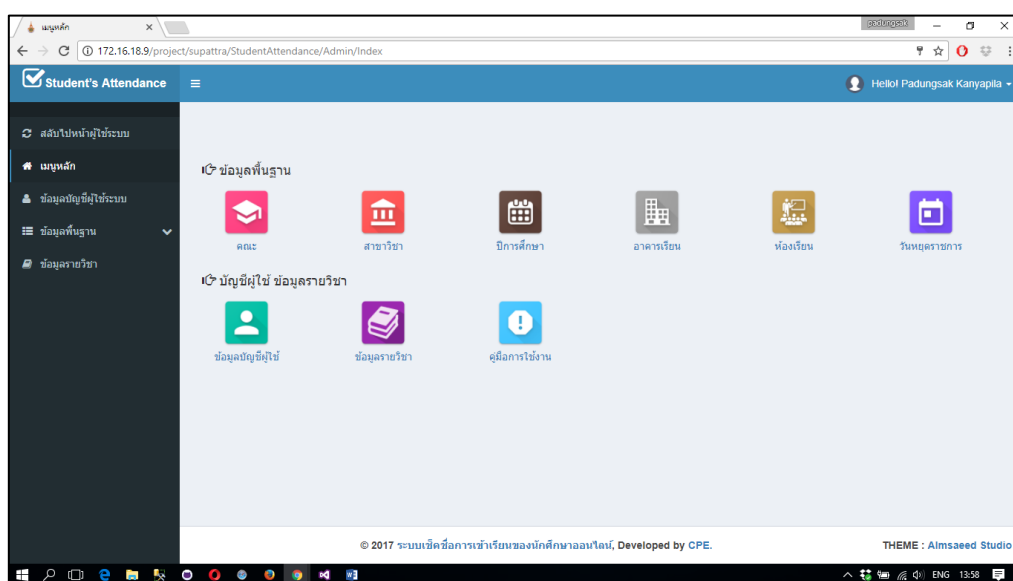 เมนูหลัก
padungsak
172.16.18.9/project/supattra/StudentAttendance/Admin/Index
Student's Attendance
Hello! Padungsak Kanyapila
สลับไปหน้าผู้ใช้ระบบ
เมนูหลัก
ข้อมูลบัญชีผู้ใช้ระบบ
ข้อมูลพื้นฐาน
ข้อมูลรายวิชา
ข้อมูลพื้นฐาน
คณะ
สาขาวิชา
ปีการศึกษา
อาคารเรียน
ห้องเรียน
วันหยุดราชการ
บัญชีผู้ใช้ ข้อมูลรายวิชา
ข้อมูลบัญชีผู้ใช้
ข้อมูลรายวิชา
คู่มือการใช้งาน
© 2017 ระบบเช็คชื่อการเข้าเรียนของนักศึกษาออนไลน์, Developed by CPE.
THEME : Almsaeed Studio
ENG 13:58